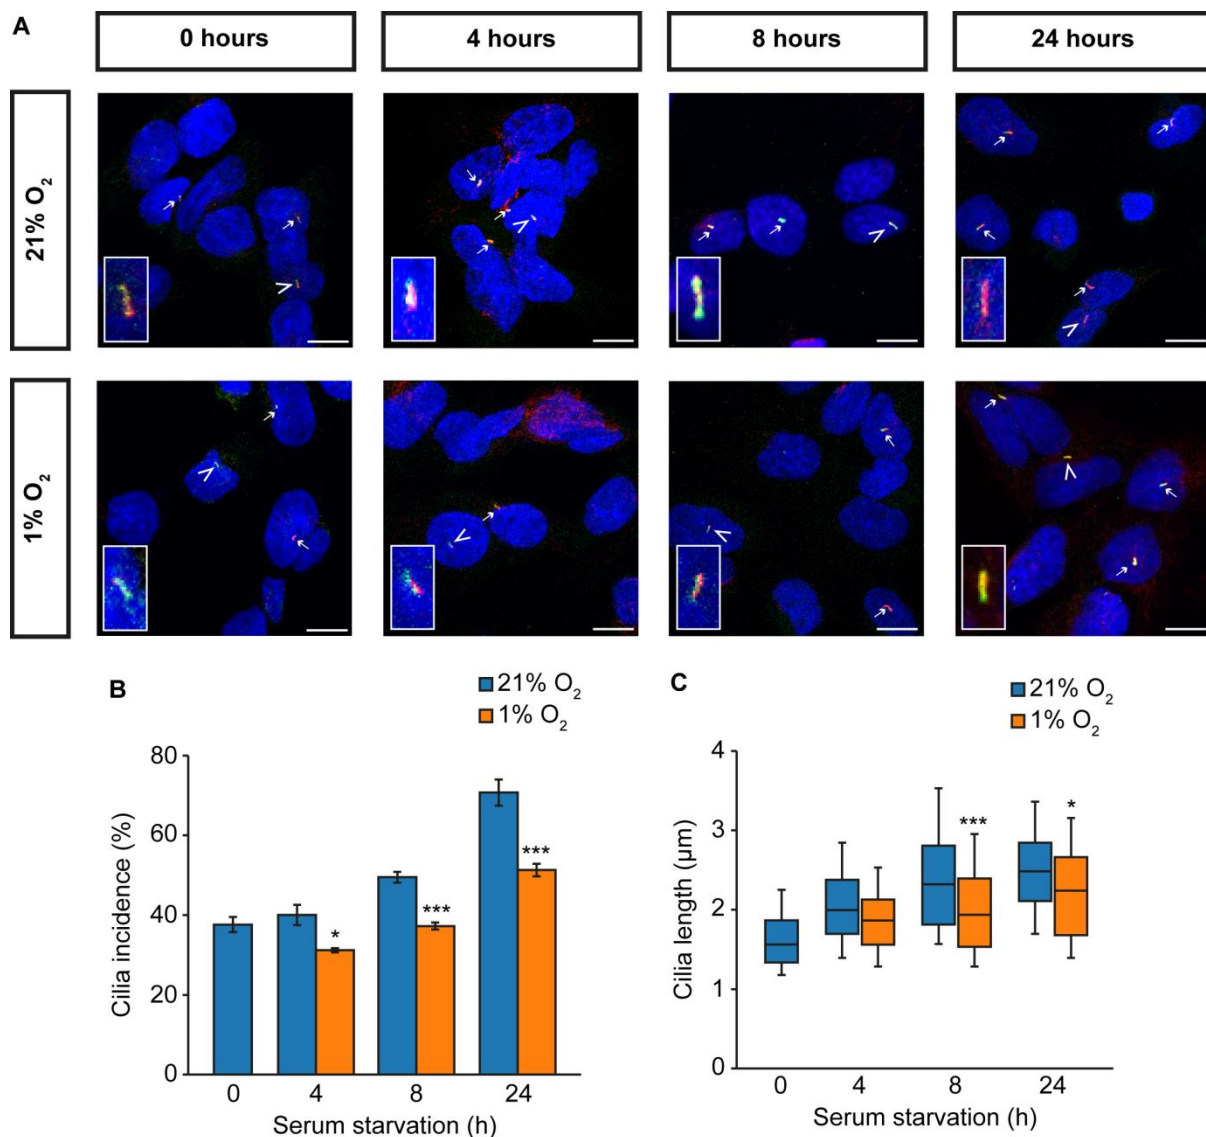 A
0 hours
4 hours
8 hours
24 hours
21% O₂
1% O₂
B
21% O₂
1% O₂
Cilia incidence (%)
80
60
40
20
0
*
***
***
0 4 8 24
Serum starvation (h)
C
21% O₂
1% O₂
Cilia length (µm)
4
3
2
1
0
***
*
0 4 8 24
Serum starvation (h)